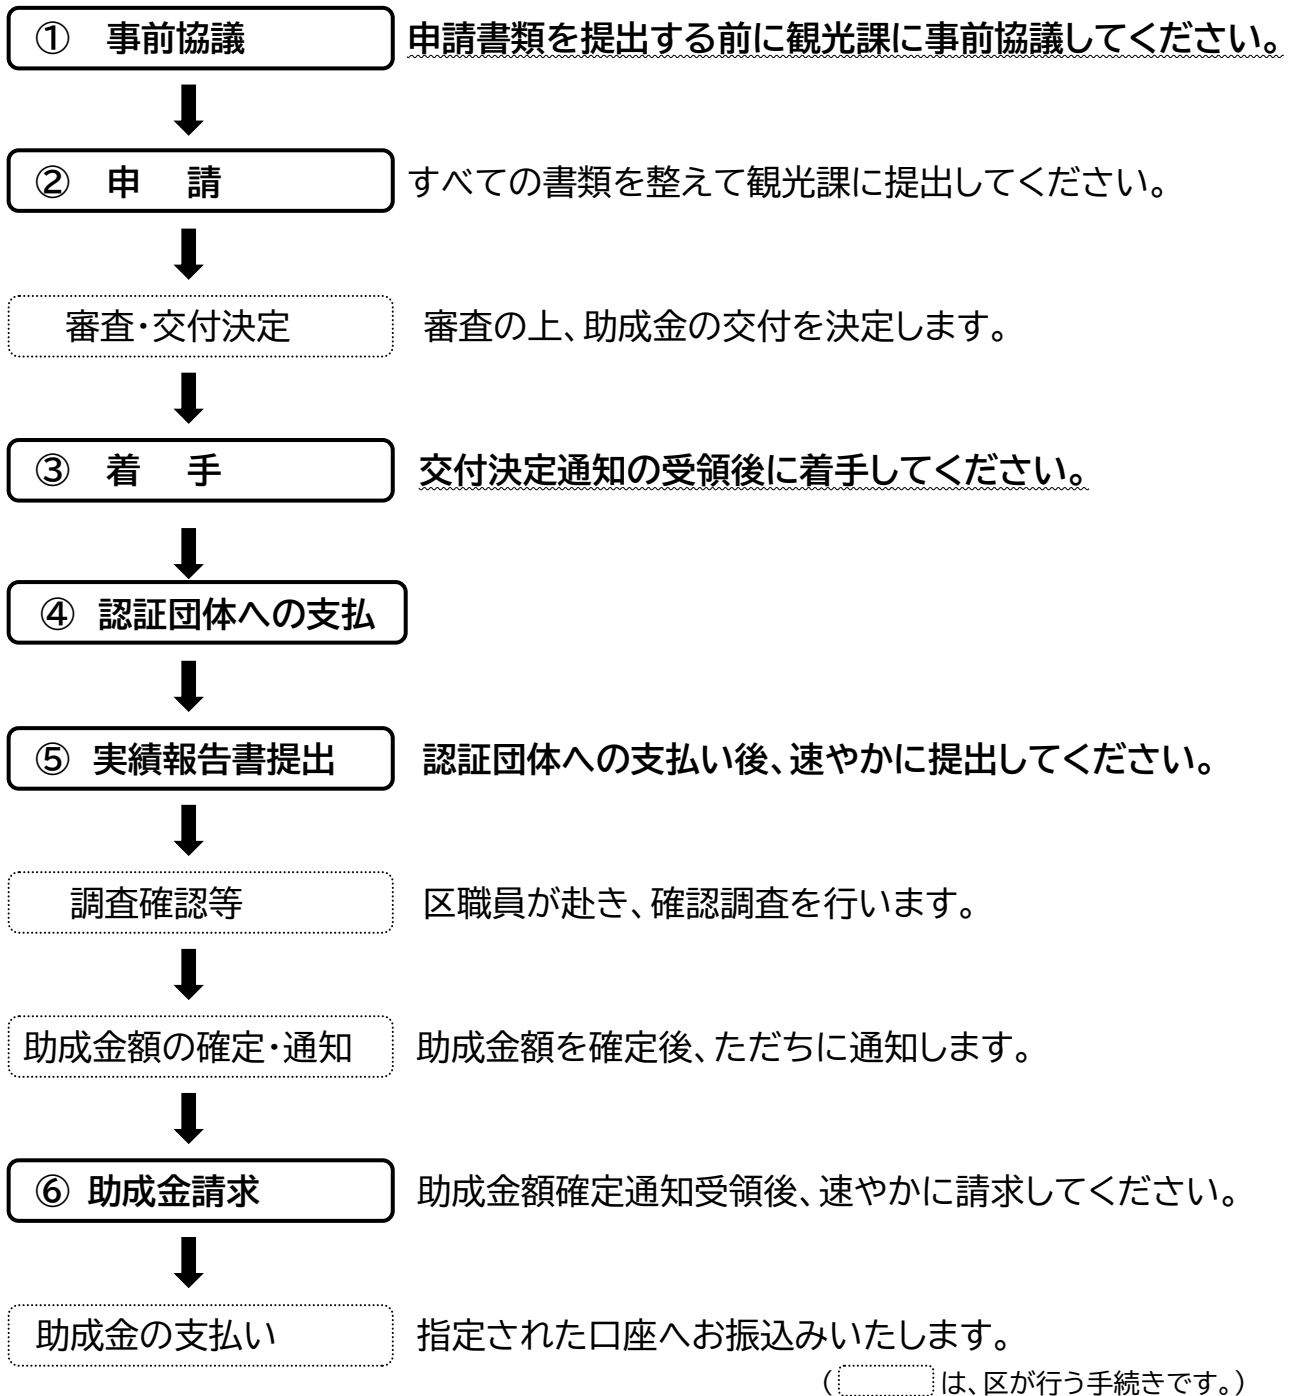 ① 事前協議 申請書類を提出する前に観光課に事前協議してください。
② 申 請 すべての書類を整えて観光課に提出してください。
審査・交付決定 審査の上、助成金の交付を決定します。
③ 着 手 交付決定通知の受領後に着手してください。
④ 認証団体への支払
⑤ 実績報告書提出 認証団体への支払い後、速やかに提出してください。
調査確認等 区職員が赴き、確認調査を行います。
助成金額の確定・通知 助成金額を確定後、ただちに通知します。
⑥ 助成金請求 助成金額確定通知受領後、速やかに請求してください。
助成金の支払い 指定された口座へお振込みいたします。
( は、区が行う手続きです。)